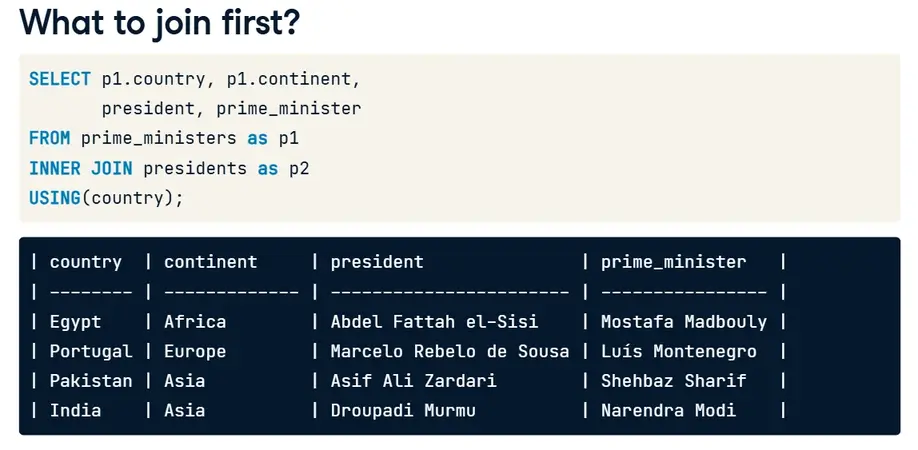 What to join first?
SELECT p1.country, p1.continent,
       president, prime_minister
FROM prime_ministers as p1
INNER JOIN presidents as p2
USING(country);
| country  | continent     | president               | prime_minister   |
| -------- | ------------- | ----------------------- | ---------------- |
| Egypt    | Africa        | Abdel Fattah el-Sisi    | Mostafa Madbouly |
| Portugal | Europe        | Marcelo Rebelo de Sousa | Luís Montenegro  |
| Pakistan | Asia          | Asif Ali Zardari        | Shehbaz Sharif   |
| India    | Asia          | Droupadi Murmu          | Narendra Modi    |